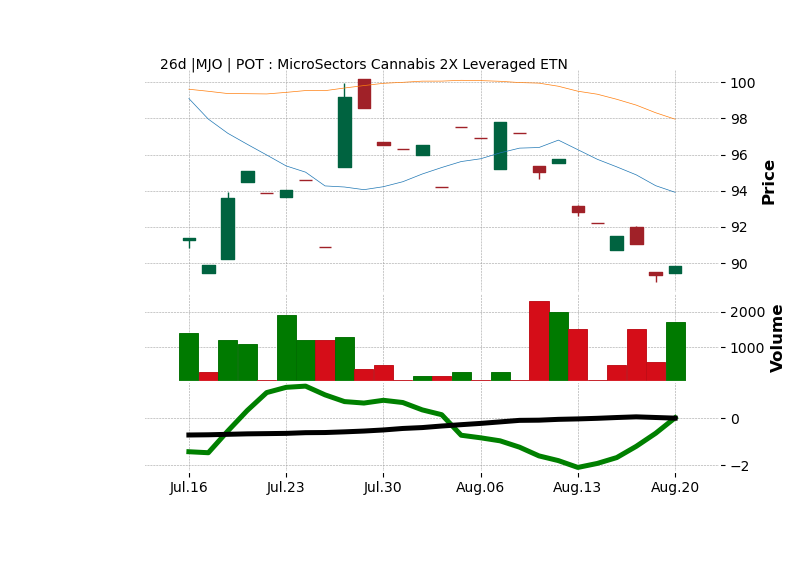 26d |MJO | POT : MicroSectors Cannabis 2X Leveraged ETN
100
98
96
94
92
90
Price
2000
1000
Volume
0
−2
Jul.16 Jul.23 Jul.30 Aug.06 Aug.13 Aug.20